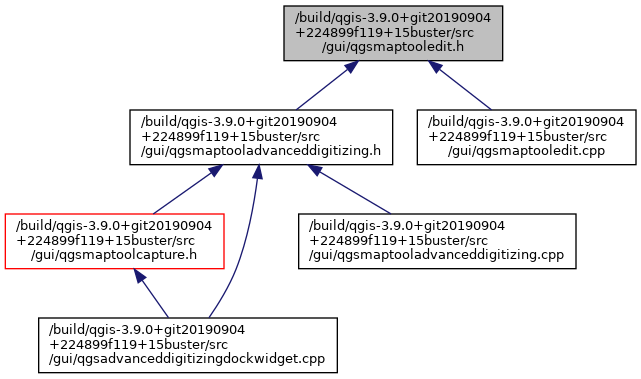 /build/qgis-3.9.0+git20190904
+224899f119+15buster/src
/gui/qgsmaptooledit.h
/build/qgis-3.9.0+git20190904
+224899f119+15buster/src
/gui/qgsmaptooladvanceddigitizing.h
/build/qgis-3.9.0+git20190904
+224899f119+15buster/src
/gui/qgsmaptooledit.cpp
/build/qgis-3.9.0+git20190904
+224899f119+15buster/src
/gui/qgsmaptoolcapture.h
/build/qgis-3.9.0+git20190904
+224899f119+15buster/src
/gui/qgsmaptooladvanceddigitizing.cpp
/build/qgis-3.9.0+git20190904
+224899f119+15buster/src
/gui/qgsadvanceddigitizingdockwidget.cpp